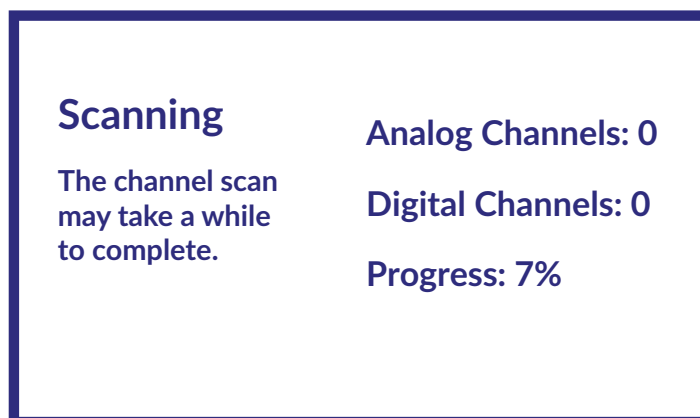 Scanning
The channel scan
may take a while
to complete.
Analog Channels: 0
Digital Channels: 0
Progress: 7%